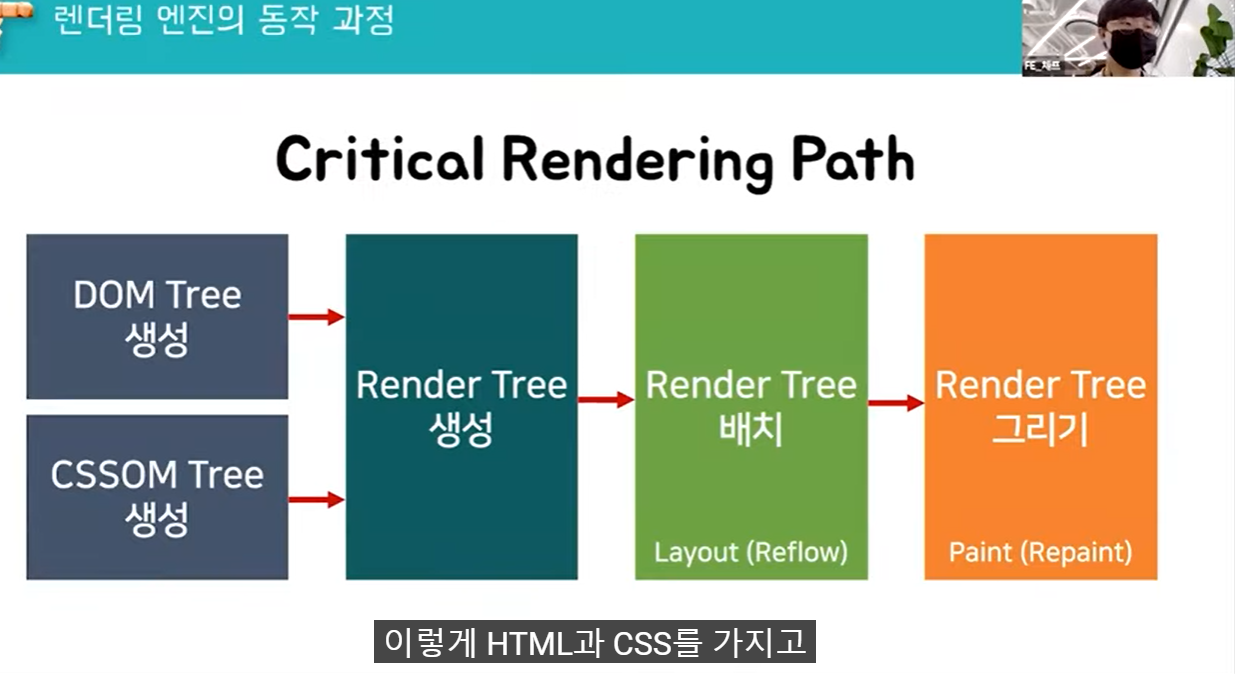 렌더링 엔진의 동작 과정
FE_체프
Critical Rendering Path
DOM Tree
생성
CSSOM Tree
생성
Render Tree
생성
Render Tree
배치
Layout (Reflow)
Render Tree
그리기
Paint (Repaint)
이렇게 HTML과 CSS를 가지고